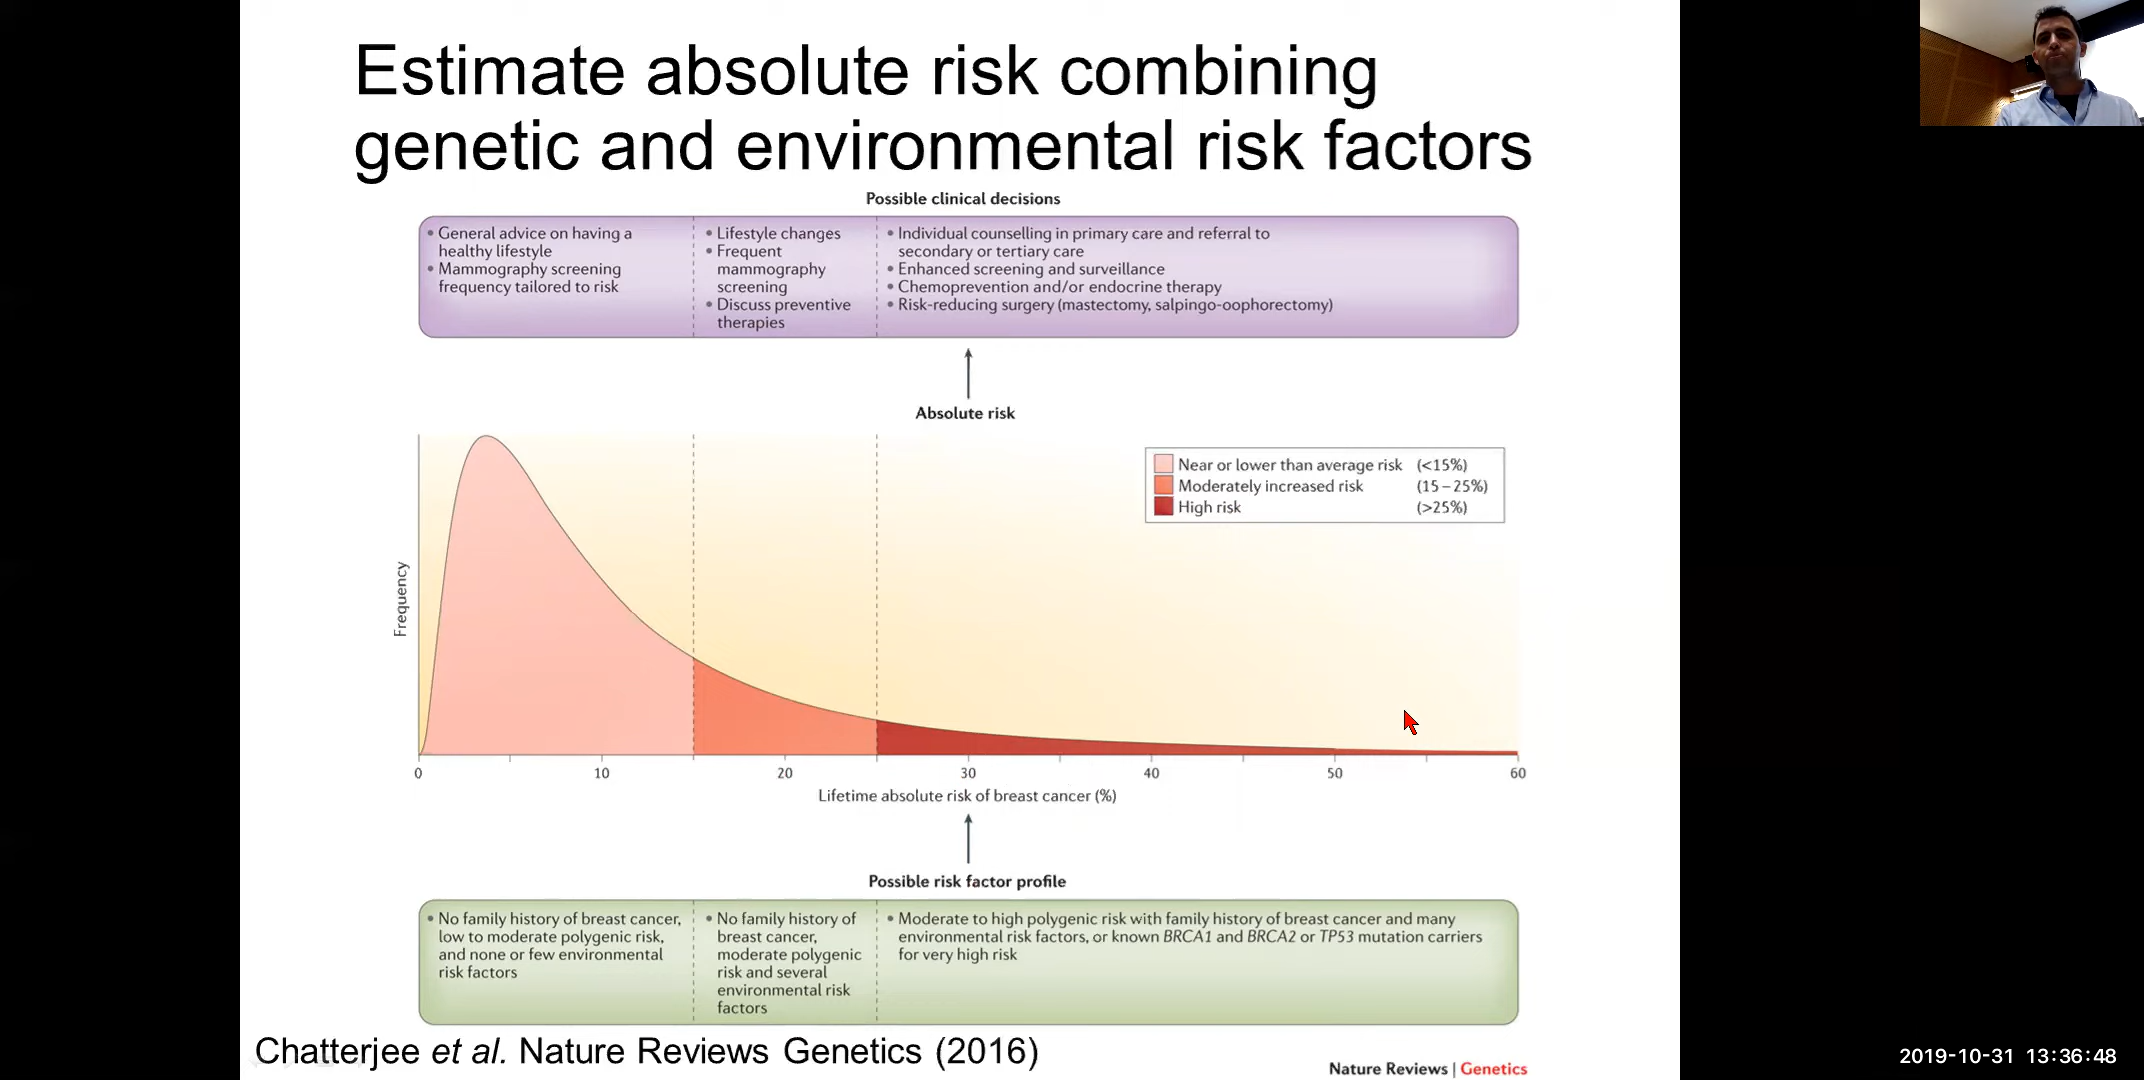 Estimate absolute risk combining
genetic and environmental risk factors
Possible clinical decisions
• General advice on having a
healthy lifestyle
• Mammography screening
frequency tailored to risk
• Lifestyle changes
• Frequent
mammography
screening
• Discuss preventive
therapies
• Individual counselling in primary care and referral to
secondary or tertiary care
• Enhanced screening and surveillance
• Chemoprevention and/or endocrine therapy
• Risk-reducing surgery (mastectomy, salpingo-oophorectomy)
Absolute risk
Near or lower than average risk (<15%)
Moderately increased risk (15–25%)
High risk (>25%)
Frequency
0 10 20 30 40 50 60
Lifetime absolute risk of breast cancer (%)
Possible risk factor profile
• No family history of breast cancer,
low to moderate polygenic risk,
and none or few environmental
risk factors
• No family history of
breast cancer,
moderate polygenic
risk and several
environmental risk
factors
• Moderate to high polygenic risk with family history of breast cancer and many
environmental risk factors, or known BRCA1 and BRCA2 or TP53 mutation carriers
for very high risk
Chatterjee et al. Nature Reviews Genetics (2016)
Nature Reviews | Genetics
2019-10-31 13:36:48